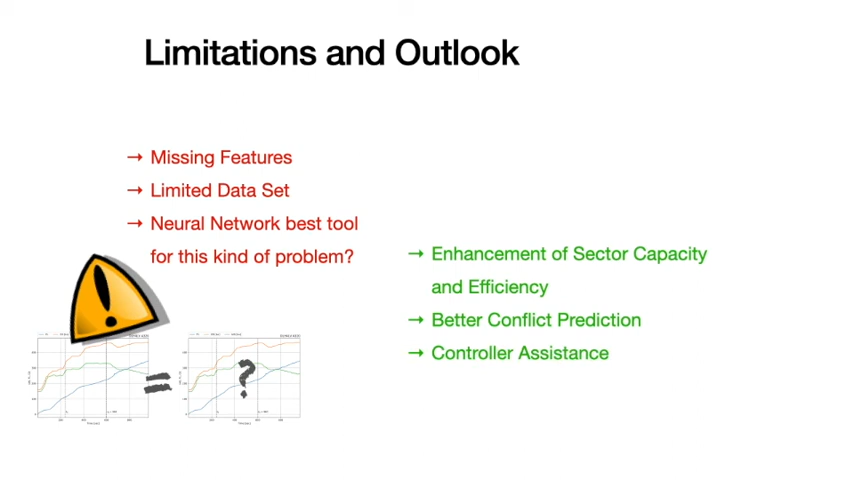 Limitations and Outlook
→ Missing Features
→ Limited Data Set
→ Neural Network best tool
for this kind of problem?
→ Enhancement of Sector Capacity
and Efficiency
→ Better Conflict Prediction
→ Controller Assistance
!
= ?